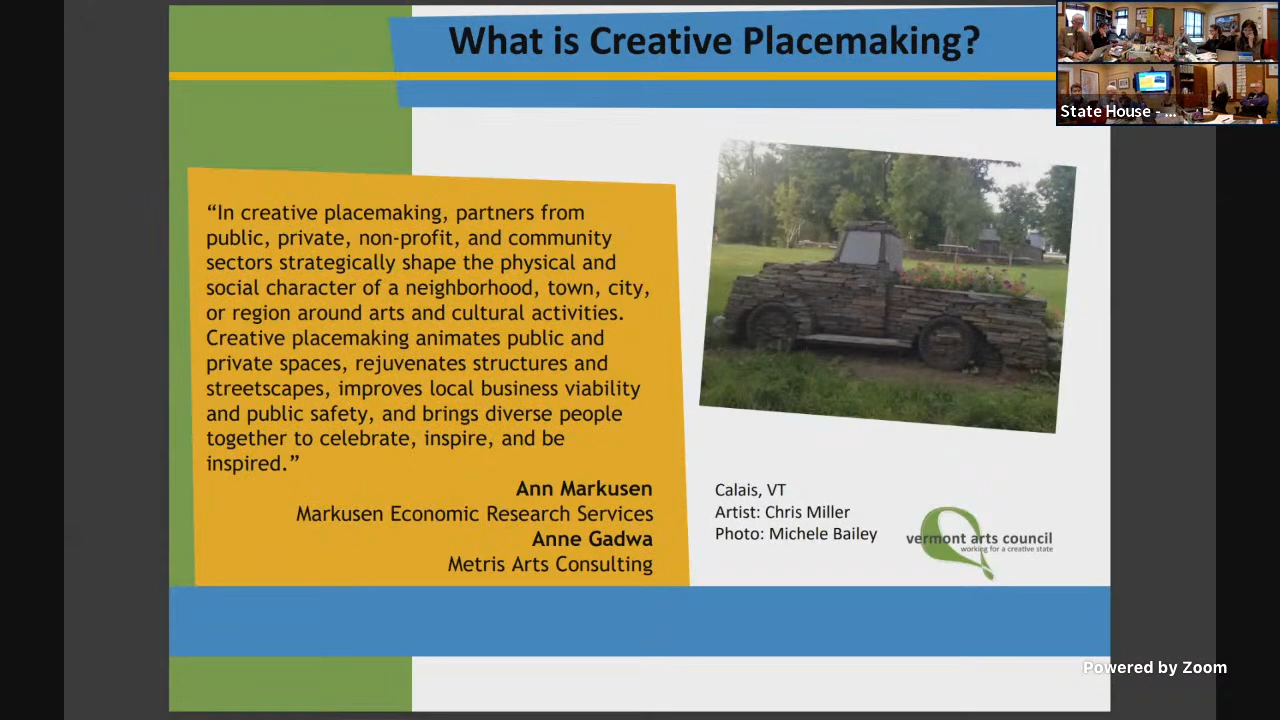 What is Creative Placemaking?
State House - ...
“In creative placemaking, partners from
public, private, non-profit, and community
sectors strategically shape the physical and
social character of a neighborhood, town, city,
or region around arts and cultural activities.
Creative placemaking animates public and
private spaces, rejuvenates structures and
streetscapes, improves local business viability
and public safety, and brings diverse people
together to celebrate, inspire, and be
inspired.”
Ann Markusen
Markusen Economic Research Services
Anne Gadwa
Metris Arts Consulting
Calais, VT
Artist: Chris Miller
Photo: Michele Bailey
vermont arts council
working for a creative state
Powered by Zoom